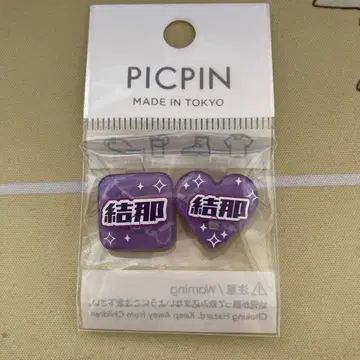 PICPIN
MADE IN TOKYO
結那
結那
注意/Warning
Choking Hazard. Keep Away from Children